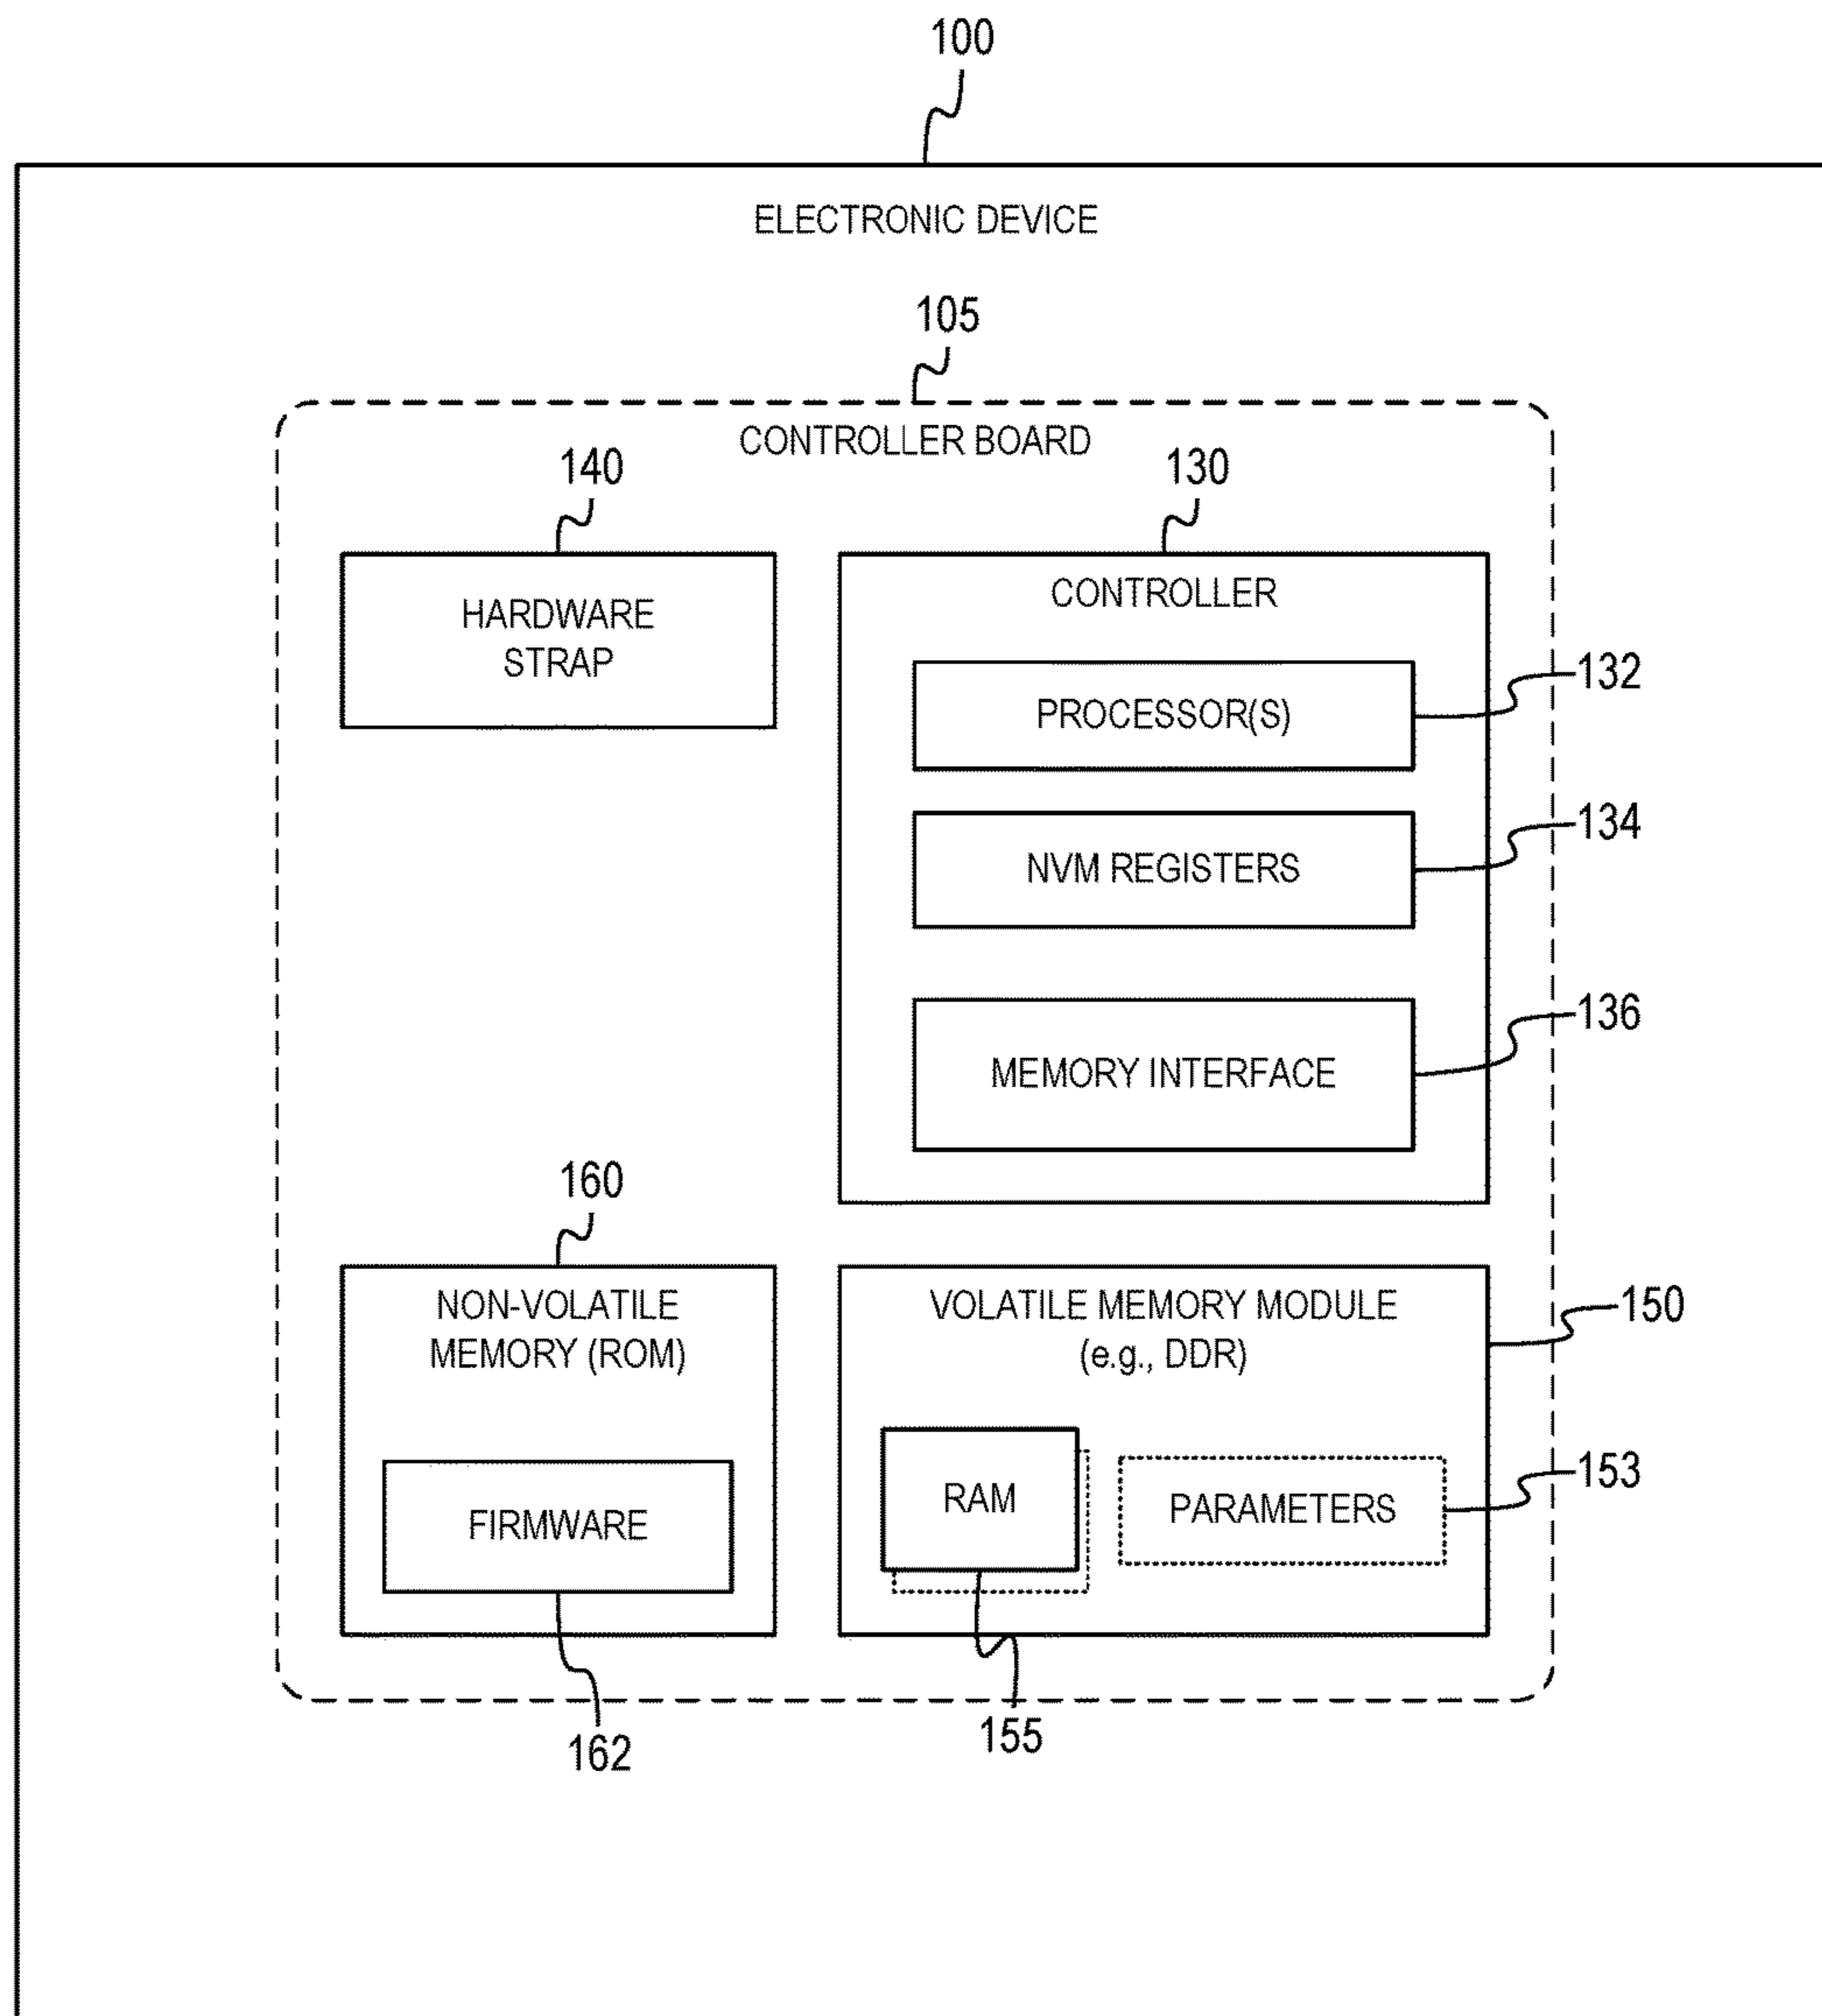 100
ELECTRONIC DEVICE
105
CONTROLLER BOARD
140
130
HARDWARE
STRAP
CONTROLLER
PROCESSOR(S)
132
NVM REGISTERS
134
MEMORY INTERFACE
136
160
NON-VOLATILE
MEMORY (ROM)
FIRMWARE
162
VOLATILE MEMORY MODULE
(e.g., DDR)
150
RAM
PARAMETERS
153
155